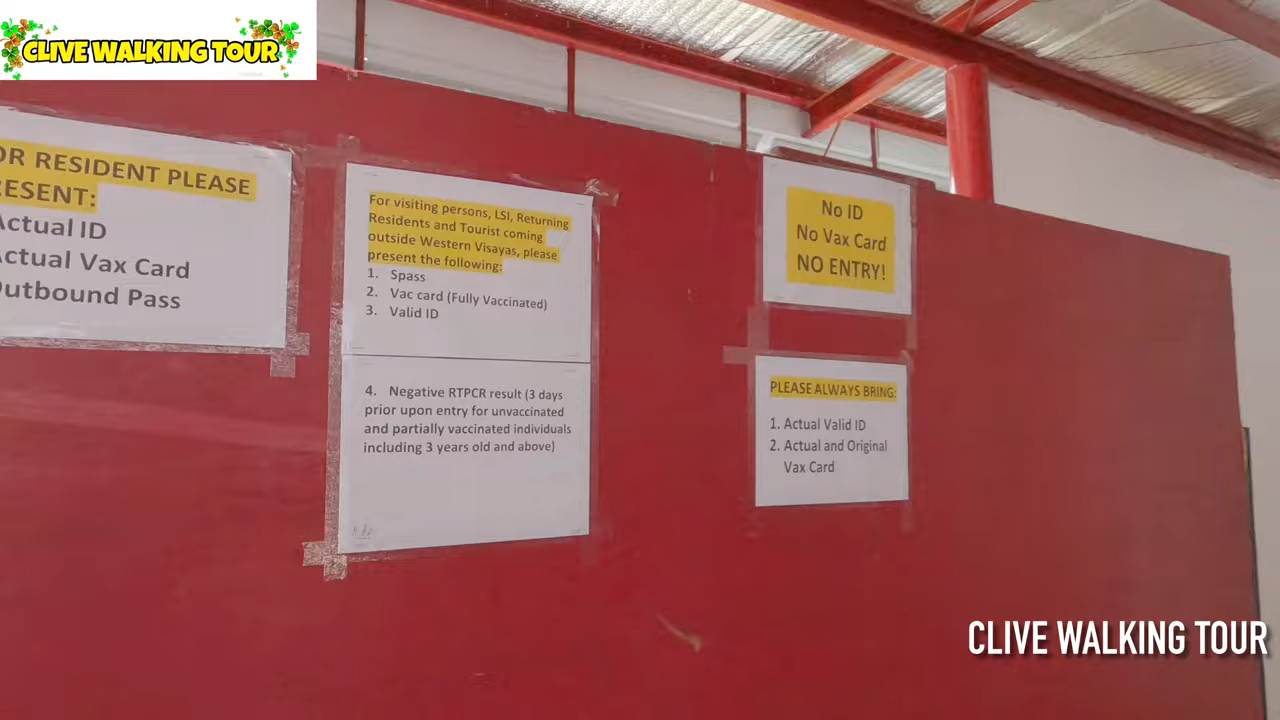 CLIVE WALKING TOUR
OR RESIDENT PLEASE
RESENT:
Actual ID
Actual Vax Card
Outbound Pass
For visiting persons, LSI, Returning
Residents and Tourist coming
outside Western Visayas, please
present the following:
1. Spass
2. Vac card (Fully Vaccinated)
3. Valid ID
4. Negative RTPCR result (3 days
prior upon entry for unvaccinated
and partially vaccinated individuals
including 3 years old and above)
No ID
No Vax Card
NO ENTRY!
PLEASE ALWAYS BRING:
1. Actual Valid ID
2. Actual and Original
Vax Card
CLIVE WALKING TOUR